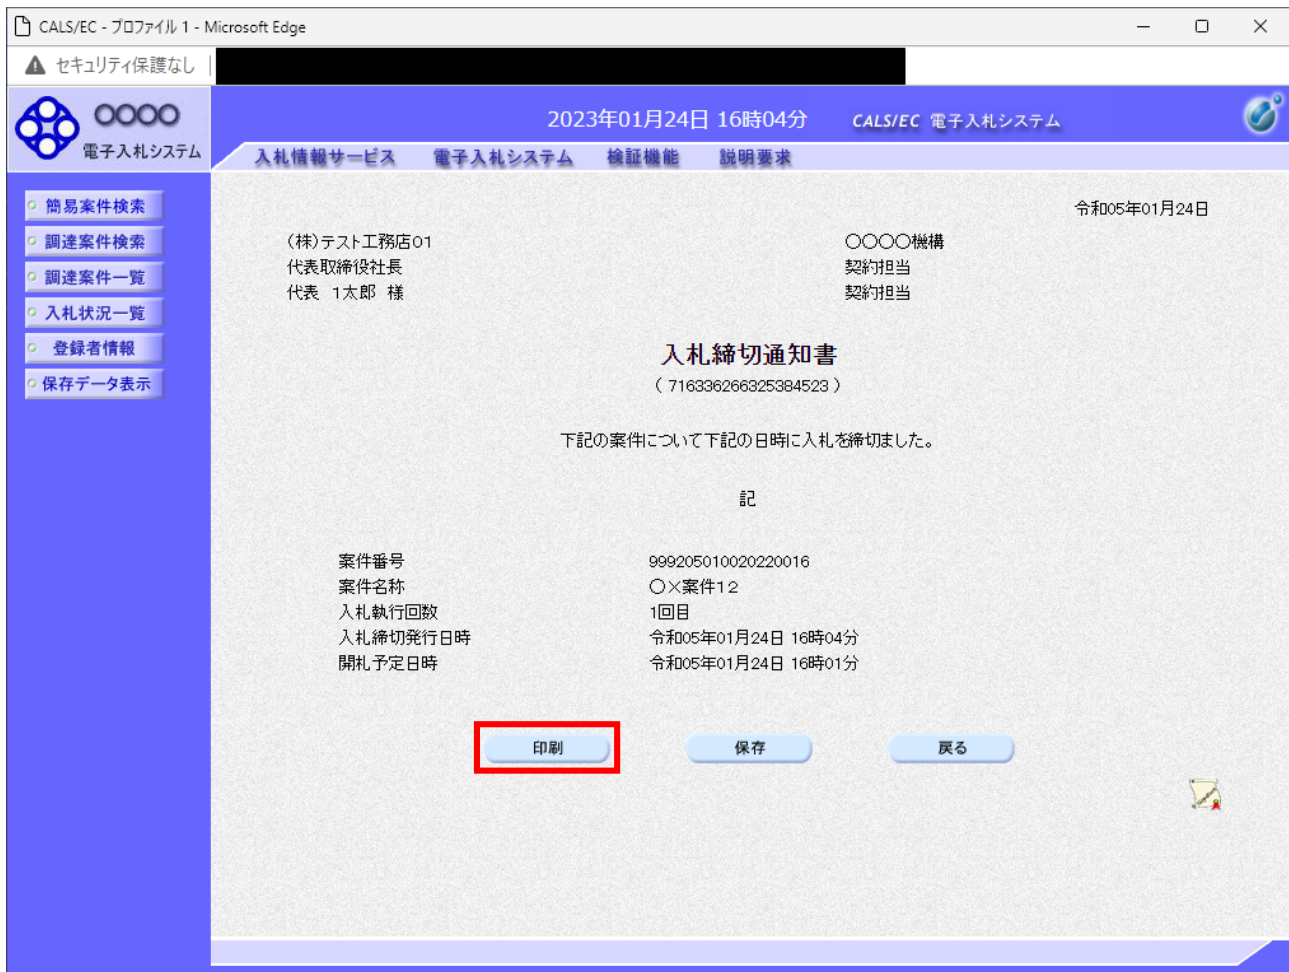 CALS/EC - プロファイル 1 - Microsoft Edge
セキュリティ保護なし
〇〇〇〇
電子入札システム
2023年01月24日 16時04分
CALS/EC 電子入札システム
入札情報サービス 電子入札システム 検証機能 説明要求
簡易案件検索
調達案件検索
調達案件一覧
入札状況一覧
登録者情報
保存データ表示
令和05年01月24日
(株)テスト工務店01
代表取締役社長
代表 1太郎 様
〇〇〇〇機構
契約担当
契約担当
入札締切通知書
( 716336266325384523 )
下記の案件について下記の日時に入札を締切ました。
記
案件番号 999205010020220016
案件名称 〇×案件12
入札執行回数 1回目
入札締切発行日時 令和05年01月24日 16時04分
開札予定日時 令和05年01月24日 16時01分
印刷 保存 戻る